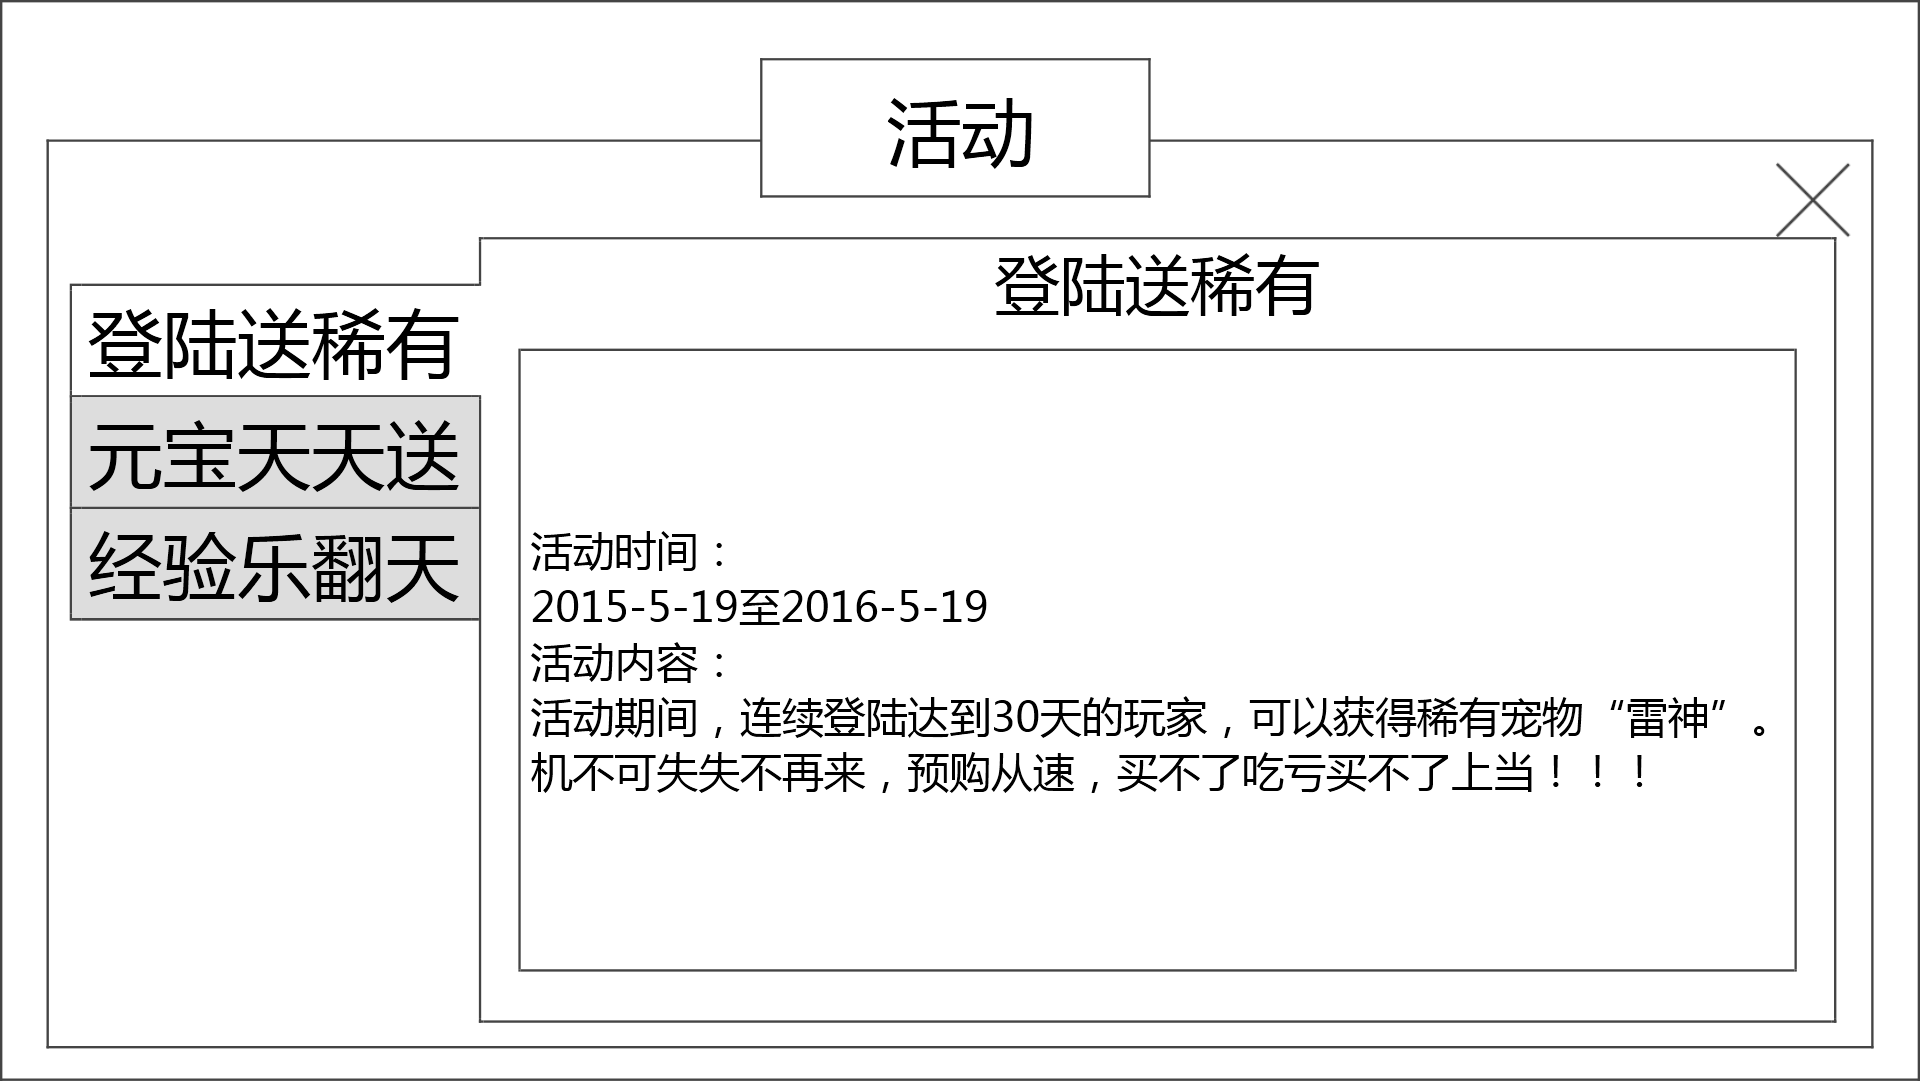 活动
登陆送稀有
元宝天天送
经验乐翻天
登陆送稀有
活动时间：
2015-5-19至2016-5-19
活动内容：
活动期间，连续登陆达到30天的玩家，可以获得稀有宠物“雷神”。
机不可失失不再来，预购从速，买不了吃亏买不了上当！！！